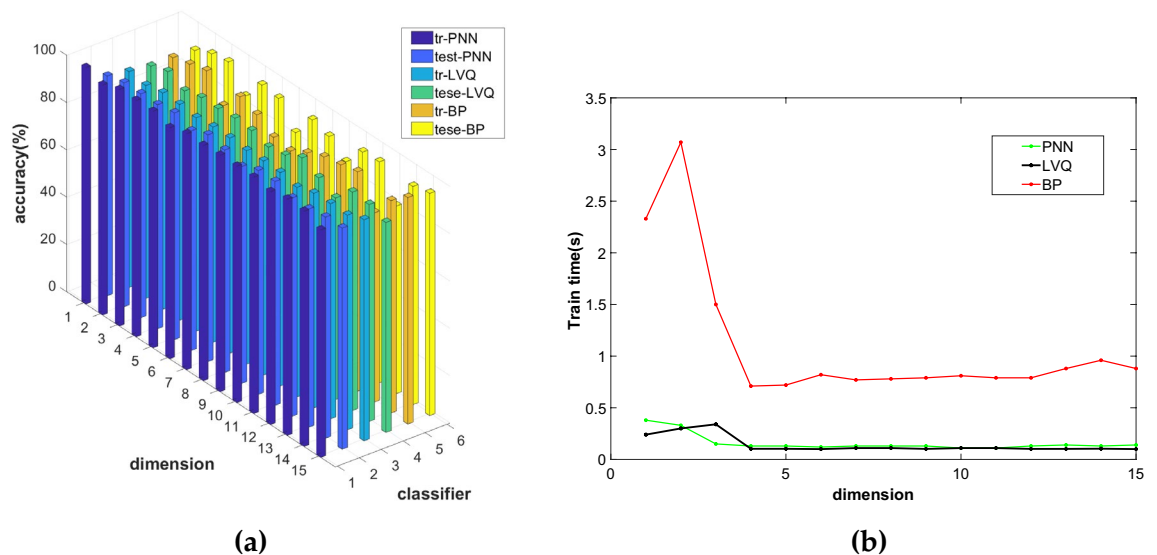 100
80
60
40
20
0
accuracy(%)
1
2
3
4
5
6
7
8
9
10
11
12
13
14
15
dimension
1
2
3
4
5
6
classifier
tr-PNN
test-PNN
tr-LVQ
tese-LVQ
tr-BP
tese-BP
(a)
3.5
3
2.5
2
1.5
1
0.5
0
Train time(s)
0 5 10 15
dimension
PNN
LVQ
BP
(b)